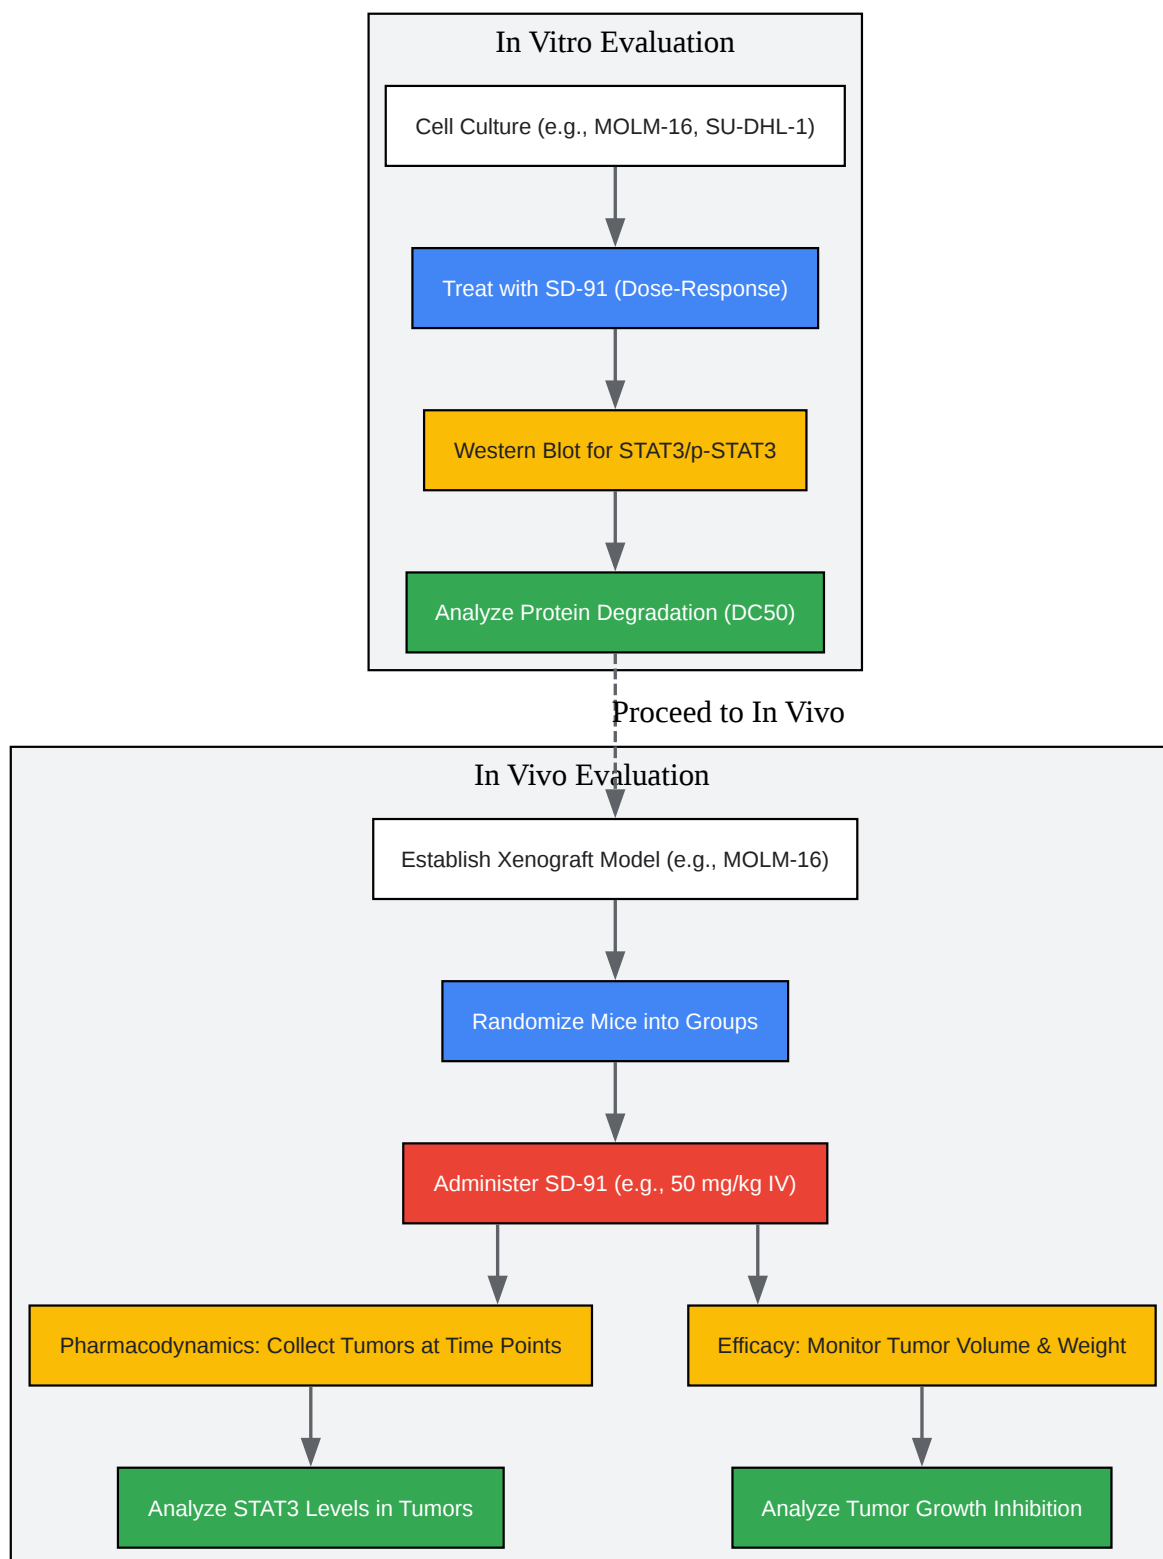 In Vitro Evaluation
Cell Culture (e.g., MOLM-16, SU-DHL-1)
Treat with SD-91 (Dose-Response)
Western Blot for STAT3/p-STAT3
Analyze Protein Degradation (DC50)
Proceed to In Vivo
In Vivo Evaluation
Establish Xenograft Model (e.g., MOLM-16)
Randomize Mice into Groups
Administer SD-91 (e.g., 50 mg/kg IV)
Pharmacodynamics: Collect Tumors at Time Points
Efficacy: Monitor Tumor Volume & Weight
Analyze STAT3 Levels in Tumors
Analyze Tumor Growth Inhibition